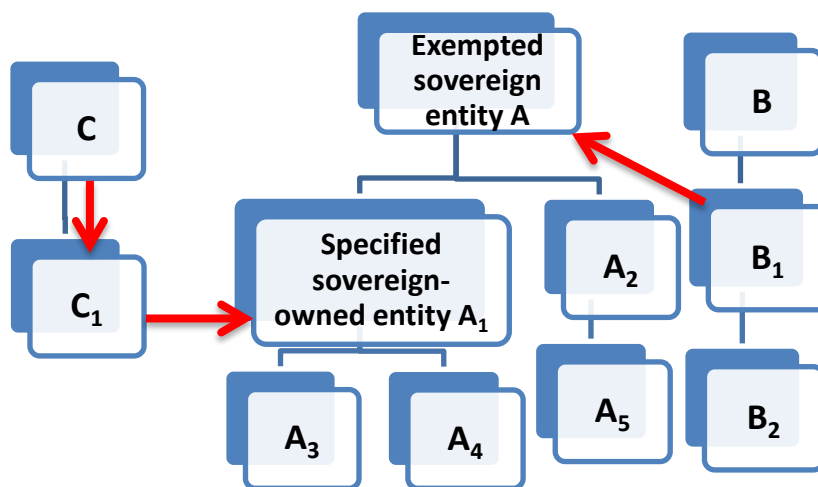 Exempted
sovereign
entity A
C
B
Specified
sovereign-
owned entity A₁
A₂
B₁
C₁
A₃
A₄
A₅
B₂